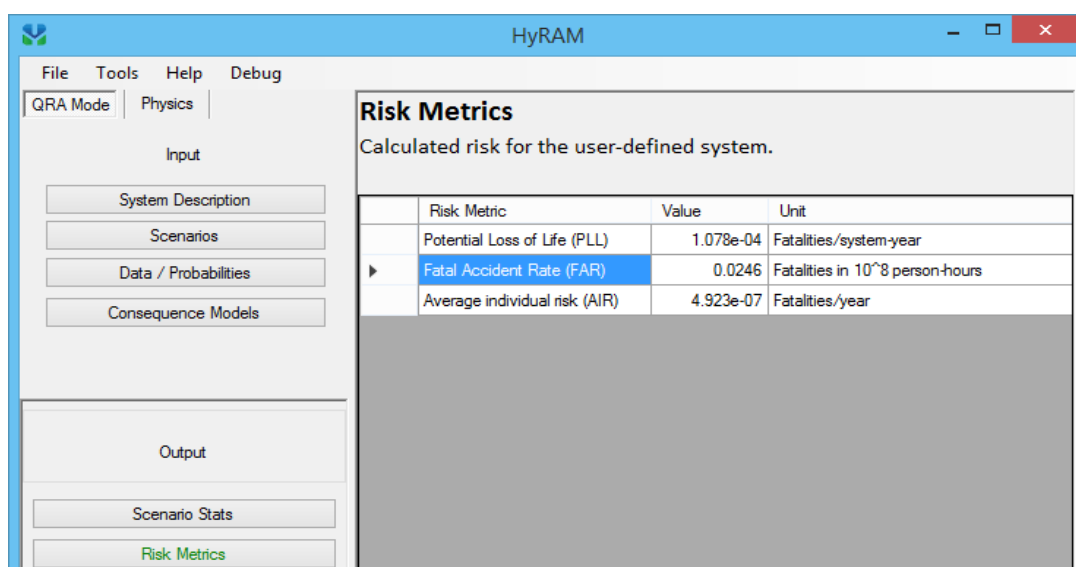 HyRAM
File Tools Help Debug
QRA Mode Physics
Input
System Description
Scenarios
Data / Probabilities
Consequence Models
Output
Scenario Stats
Risk Metrics
Risk Metrics
Calculated risk for the user-defined system.
Risk Metric Value Unit
Potential Loss of Life (PLL) 1.078e-04 Fatalities/system-year
Fatal Accident Rate (FAR) 0.0246 Fatalities in 10^8 person-hours
Average individual risk (AIR) 4.923e-07 Fatalities/year